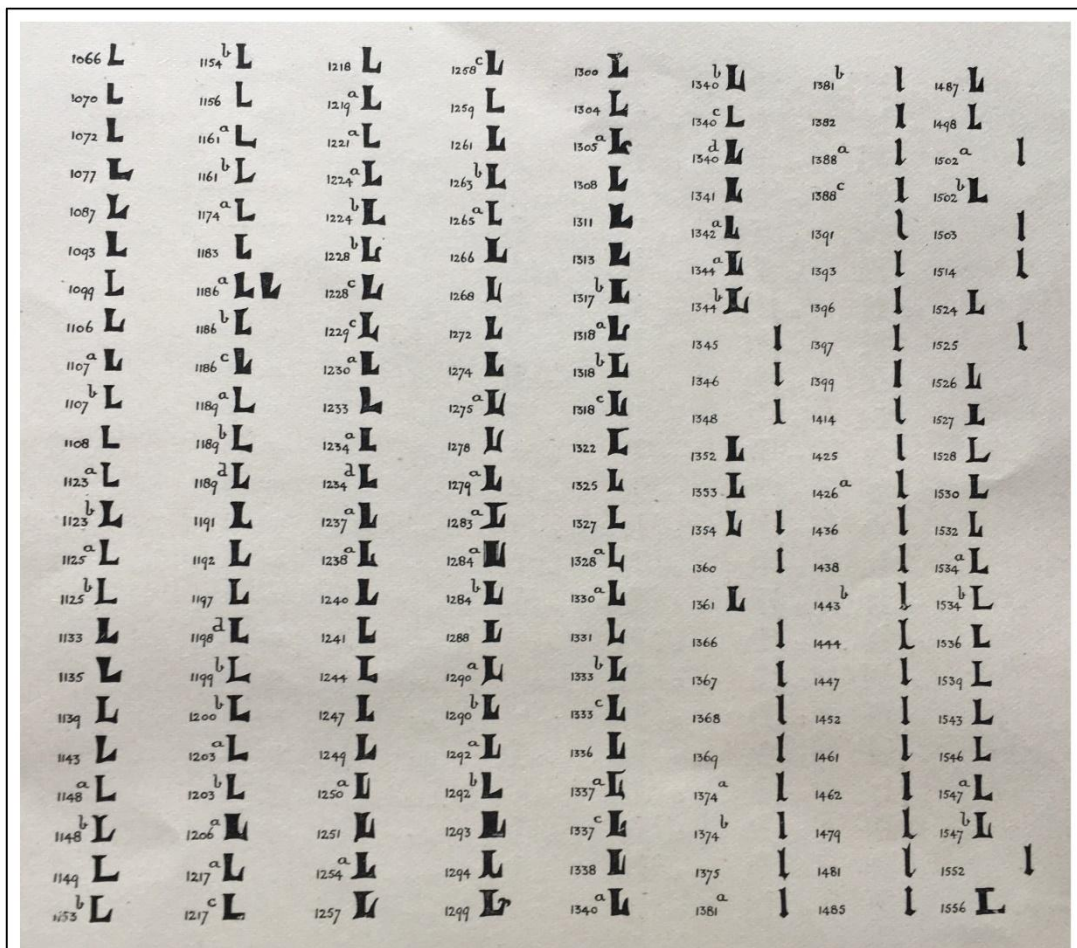 1066 L
1070 L
1072 L
1077 L
1087 L
1093 L
1099 L
1106 L
1107a L
1107b L
1108 L
1123a L
1123b L
1125a L
1125b L
1133 L
1135 L
1139 L
1143 L
1148a L
1148b L
1149 L
1153b L
1154b L
1156 L
1161a L
1161b L
1174a L
1183 L
1186a L L
1186b L
1186c L
1189a L
1189b L
1189d L
1191 L
1192 L
1197 L
1198d L
1199b L
1200b L
1203a L
1203b L
1206a L
1217a L
1217c L
1218 L
1219a L
1221a L
1224a L
1224b L
1228b L
1228c L
1229c L
1230a L
1233 L
1234a L
1234d L
1237a L
1238a L
1240 L
1241 L
1244 L
1247 L
1249 L
1250a L
1251 L
1254a L
1257 L
1258c L
1259 L
1261 L
1263b L
1265a L
1266 L
1268 L
1272 L
1274 L
1275a L
1278 L
1279a L
1283a L
1284a L
1284b L
1288 L
1290a L
1290b L
1292a L
1292b L
1293 L
1294 L
1299 L
1300 L
1304 L
1305a L
1308 L
1311 L
1313 L
1317b L
1318a L
1318b L
1318c L
1322 L
1325 L
1327 L
1328a L
1330a L
1331 L
1333b L
1333c L
1336 L
1337a L
1337c L
1338 L
1340a L
1340b L
1340c L
1340d L
1341 L
1342a L
1344a L
1344b L
1345 l
1346 l
1348 l
1352 L
1353 L
1354 L l
1360 l
1361 L
1366 l
1367 l
1368 l
1369 l
1374a l
1374b l
1375 l
1381a l
1381b l
1382 l
1388a l
1388c l
1391 l
1393 l
1396 l
1397 l
1399 l
1414 l
1425 l
1426a l
1436 l
1438 l
1443b l
1444 l
1447 l
1452 l
1461 l
1462 l
1479 l
1481 l
1485 l
1487 L
1498 L
1502a l
1502b L
1503 l
1514 l
1524 L
1525 l
1526 L
1527 L
1528 L
1530 L
1532 L
1534a L
1534b L
1536 L
1539 L
1543 L
1546 L
1547a L
1547b L
1552 l
1556 L